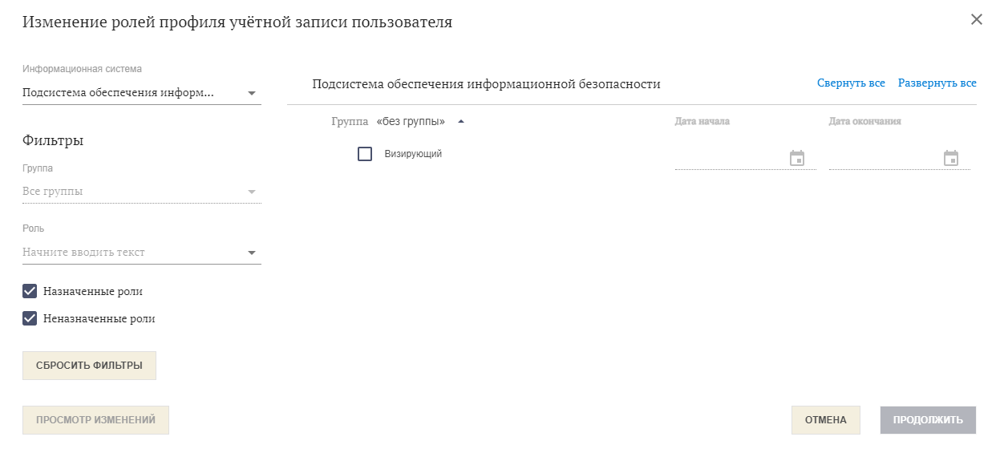 Изменение ролей профиля учётной записи пользователя
Информационная система
Подсистема обеспечения информ...
Фильтры
Группа
Все группы
Роль
Начните вводить текст
Назначенные роли
Неназначенные роли
СБРОСИТЬ ФИЛЬТРЫ
Подсистема обеспечения информационной безопасности
Свернуть все Развернуть все
Группа «без группы» Дата начала Дата окончания
Визирующий
ПРОСМОТР ИЗМЕНЕНИЙ
ОТМЕНА ПРОДОЛЖИТЬ